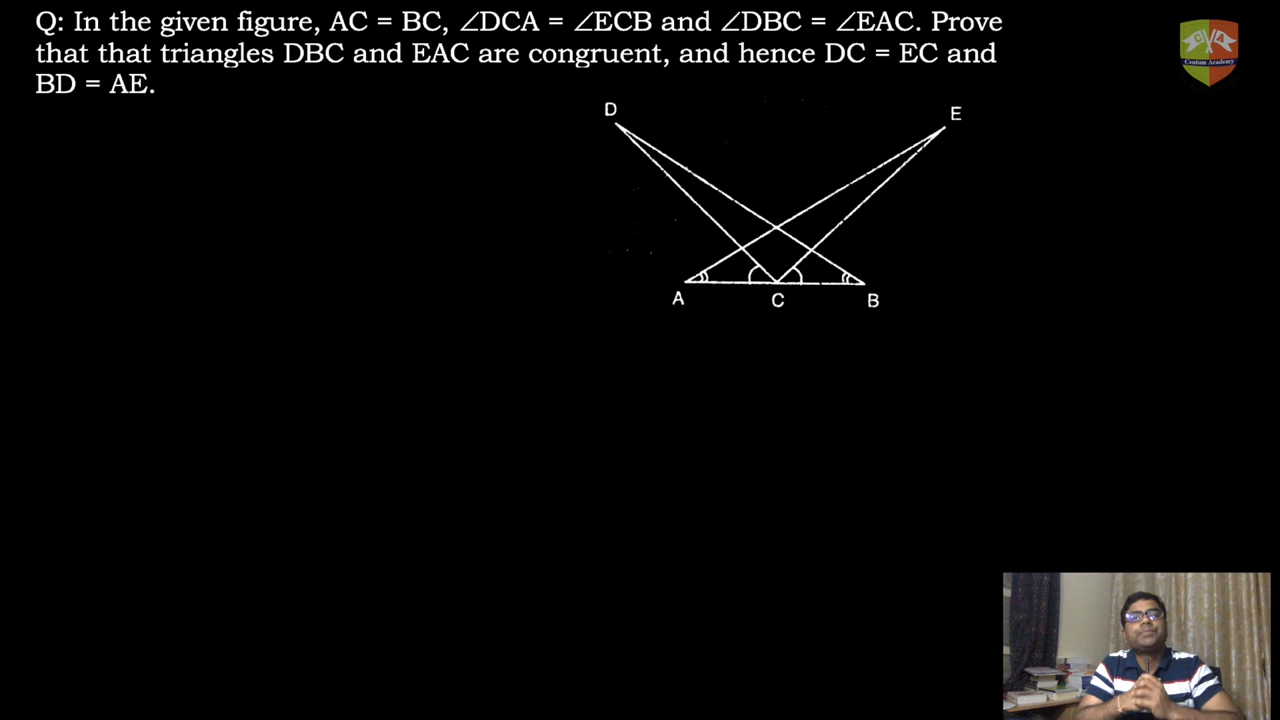 Q: In the given figure, AC = BC, ∠DCA = ∠ECB and ∠DBC = ∠EAC. Prove
that that triangles DBC and EAC are congruent, and hence DC = EC and
BD = AE.
C A
Centum Academy
D
E
A
C
B